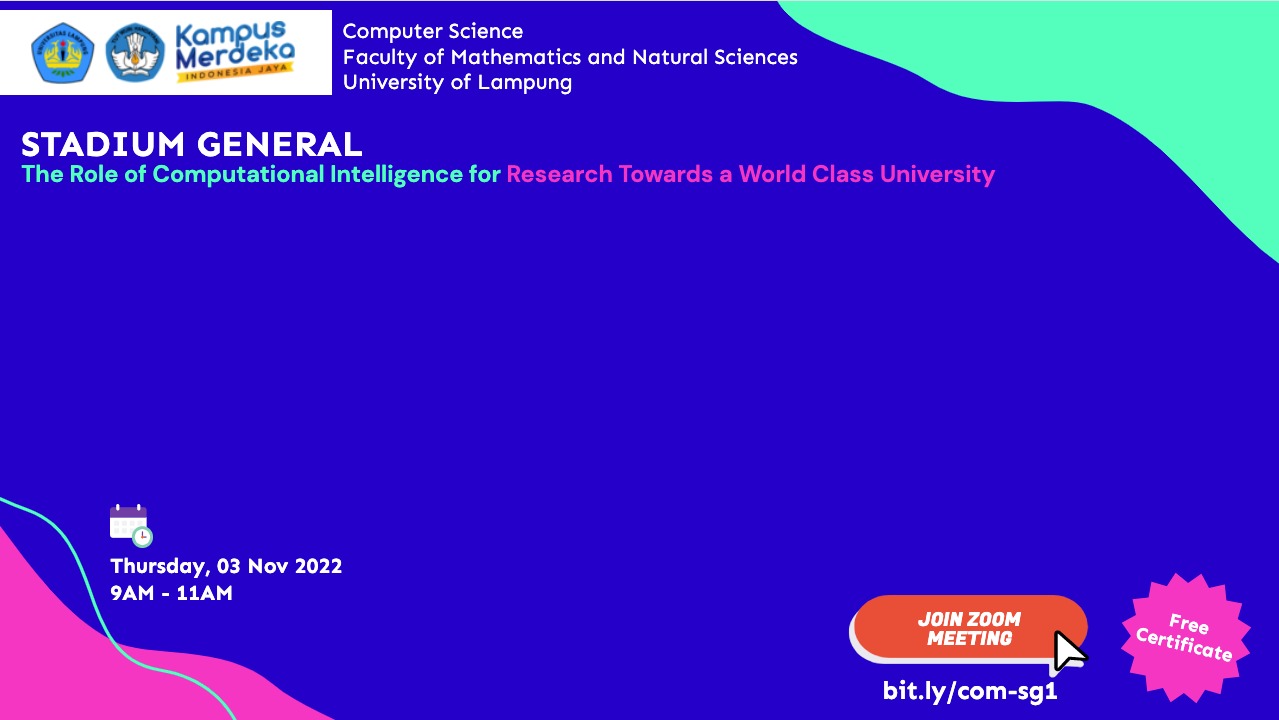 Kampus
Merdeka
INDONESIA JAYA
Computer Science
Faculty of Mathematics and Natural Sciences
University of Lampung
STADIUM GENERAL
The Role of Computational Intelligence for Research Towards a World Class University
Thursday, 03 Nov 2022
9AM - 11AM
JOIN ZOOM
MEETING
bit.ly/com-sg1
Free
Certificate